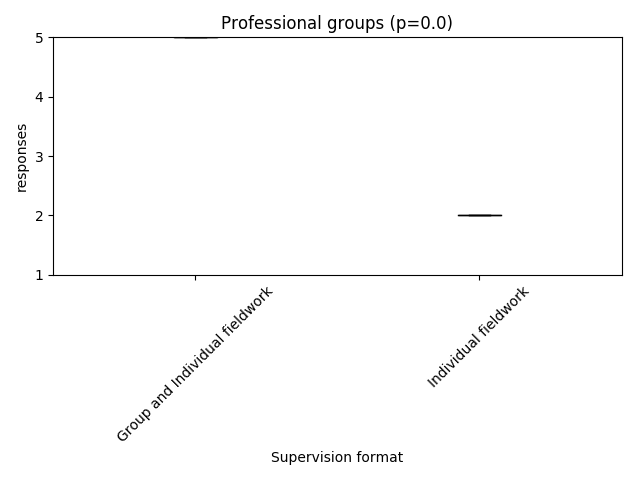 Professional groups (p=0.0)
5
4
3
2
1
responses
Group and Individual fieldwork
Individual fieldwork
Supervision format